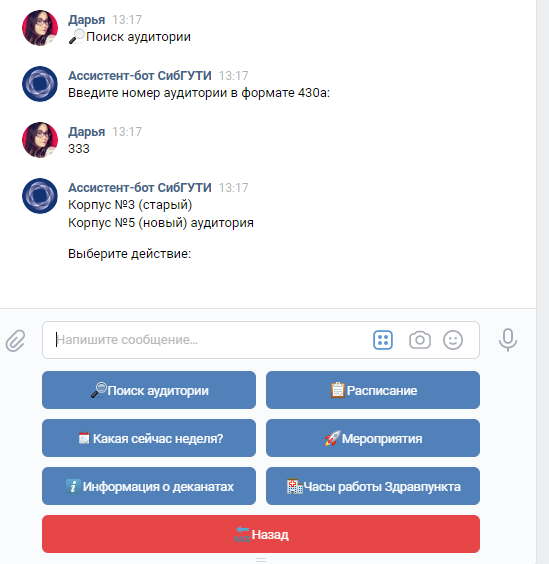 Дарья 13:17
🔎Поиск аудитории
Ассистент-бот СибГУТИ 13:17
Введите номер аудитории в формате 430а:
Дарья 13:17
333
Ассистент-бот СибГУТИ 13:17
Корпус №3 (старый)
Корпус №5 (новый) аудитория
Выберите действие:
Напишите сообщение...
🔎Поиск аудитории
📋Расписание
📅Какая сейчас неделя?
🚀Мероприятия
ℹ️Информация о деканатах
🏥Часы работы Здравпункта
🔙Назад